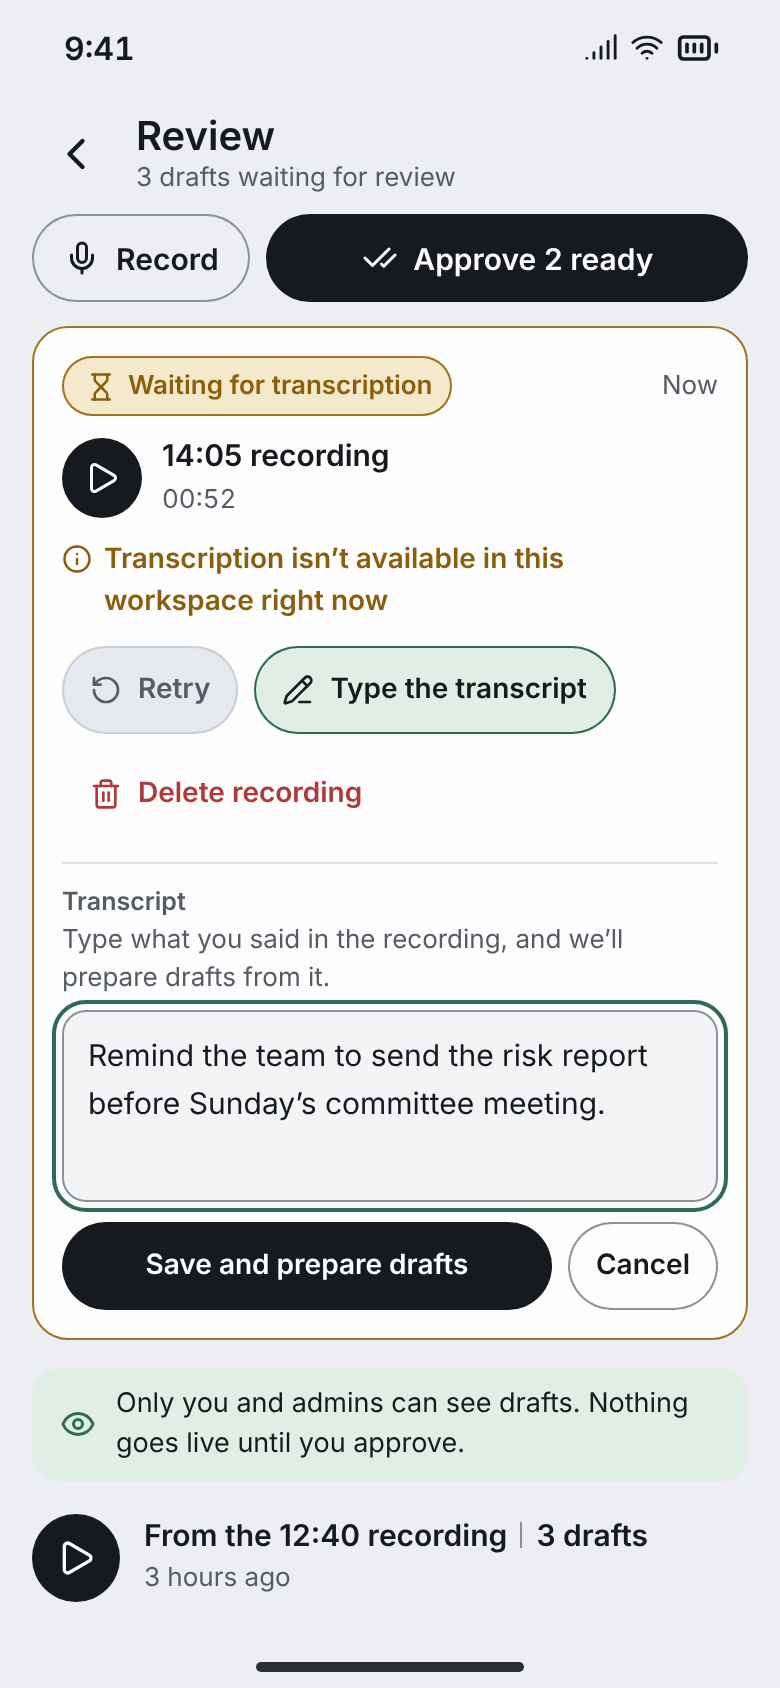 9:41
Review
3 drafts waiting for review
Record
Approve 2 ready
Waiting for transcription
Now
14:05 recording
00:52
Transcription isn’t available in this
workspace right now
Retry
Type the transcript
Delete recording
Transcript
Type what you said in the recording, and we’ll
prepare drafts from it.
Remind the team to send the risk report
before Sunday’s committee meeting.
Save and prepare drafts
Cancel
Only you and admins can see drafts. Nothing
goes live until you approve.
From the 12:40 recording | 3 drafts
3 hours ago